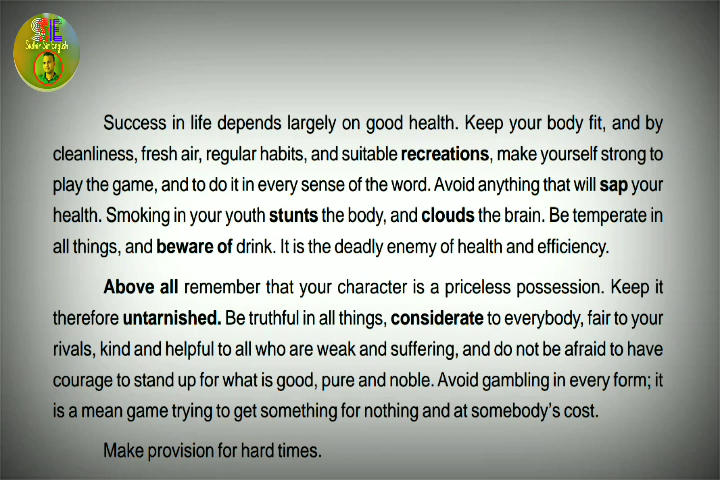 SSE
Sudhir Sir English
Success in life depends largely on good health. Keep your body fit, and by
cleanliness, fresh air, regular habits, and suitable recreations, make yourself strong to
play the game, and to do it in every sense of the word. Avoid anything that will sap your
health. Smoking in your youth stunts the body, and clouds the brain. Be temperate in
all things, and beware of drink. It is the deadly enemy of health and efficiency.
Above all remember that your character is a priceless possession. Keep it
therefore untarnished. Be truthful in all things, considerate to everybody, fair to your
rivals, kind and helpful to all who are weak and suffering, and do not be afraid to have
courage to stand up for what is good, pure and noble. Avoid gambling in every form; it
is a mean game trying to get something for nothing and at somebody's cost.
Make provision for hard times.